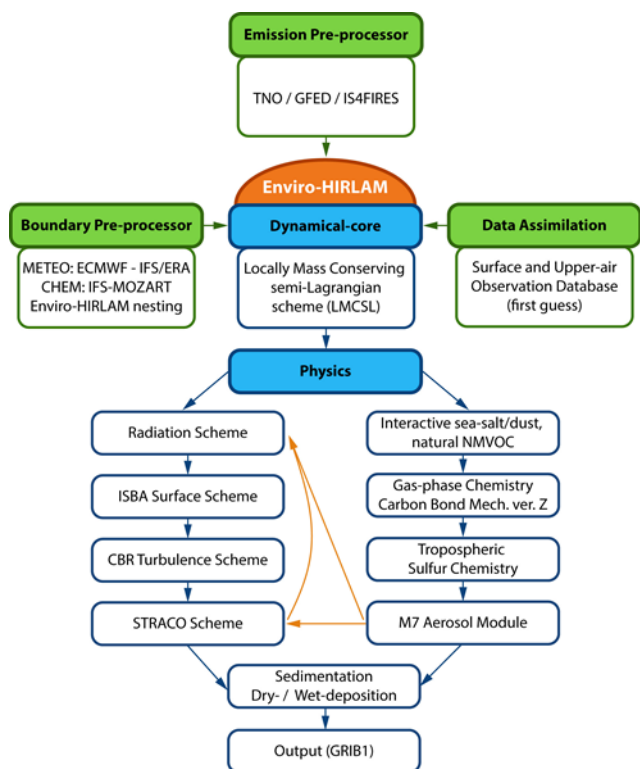 Emission Pre-processor
TNO / GFED / IS4FIRES
Enviro-HIRLAM
Boundary Pre-processor
METEO: ECMWF - IFS/ERA
CHEM: IFS-MOZART
Enviro-HIRLAM nesting
Dynamical-core
Locally Mass Conserving
semi-Lagrangian
scheme (LMCSL)
Data Assimilation
Surface and Upper-air
Observation Database
(first guess)
Physics
Radiation Scheme
ISBA Surface Scheme
CBR Turbulence Scheme
STRACO Scheme
Interactive sea-salt/dust,
natural NMVOC
Gas-phase Chemistry
Carbon Bond Mech. ver. Z
Tropospheric
Sulfur Chemistry
M7 Aerosol Module
Sedimentation
Dry- / Wet-deposition
Output (GRIB1)